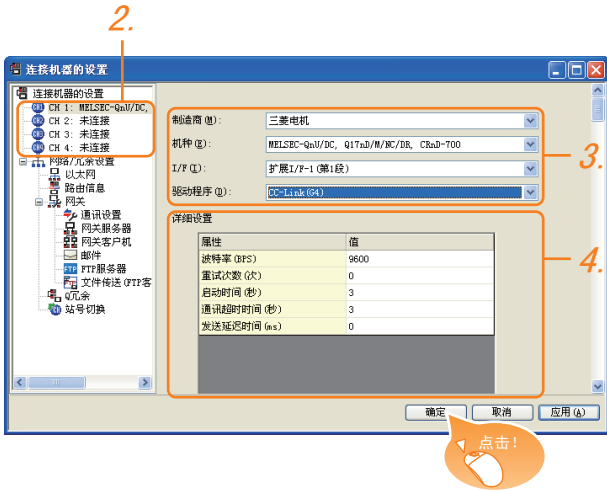 2.
连接机器的设置
连接机器的设置
CH 1: MELSEC-QnU/DC,
CH 2: 未连接
CH 3: 未连接
CH 4: 未连接
网络/冗余设置
以太网
路由信息
网关
通讯设置
网关服务器
网关客户机
邮件
FTP服务器
文件传送(FTP客
Q冗余
站号切换
制造商(M): 三菱电机
机种(E): MELSEC-QnU/DC, Q17nD/M/NC/DR, CRnD-700
I/F(I): 扩展I/F-1(第1段)
驱动程序(D): CC-Link(G4)
3.
详细设置
属性 值
波特率(BPS) 9600
重试次数(次) 0
启动时间(秒) 3
通讯超时时间(秒) 3
发送延迟时间(ms) 0
4.
确定 取消 应用(A)
点击!